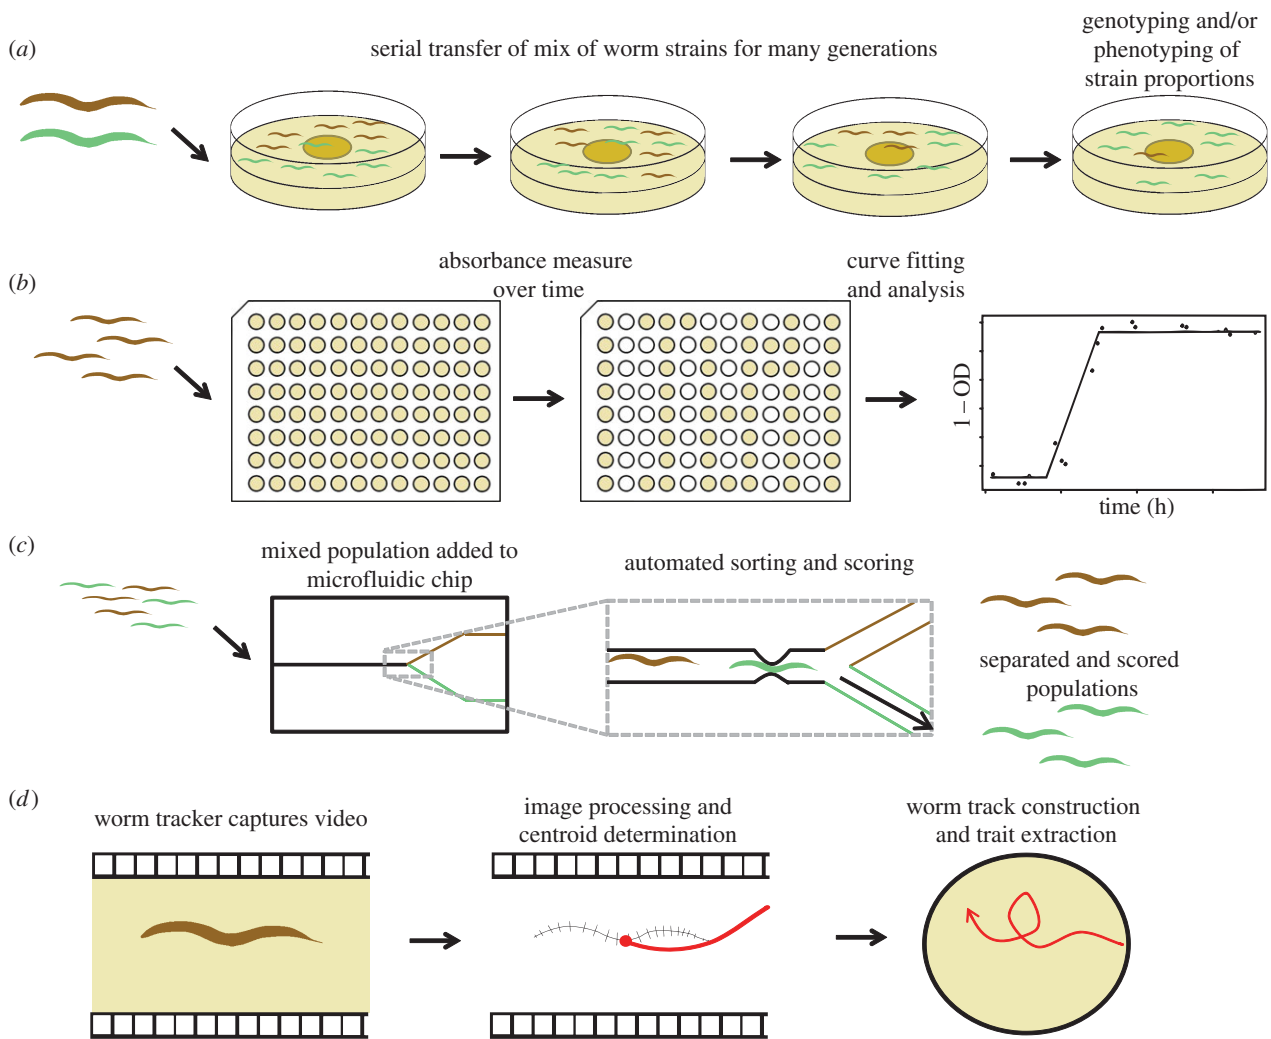 (a)
serial transfer of mix of worm strains for many generations
genotyping and/or
phenotyping of
strain proportions
(b)
absorbance measure
over time
curve fitting
and analysis
1 – OD
time (h)
(c)
mixed population added to
microfluidic chip
automated sorting and scoring
separated and scored
populations
(d)
worm tracker captures video
image processing and
centroid determination
worm track construction
and trait extraction